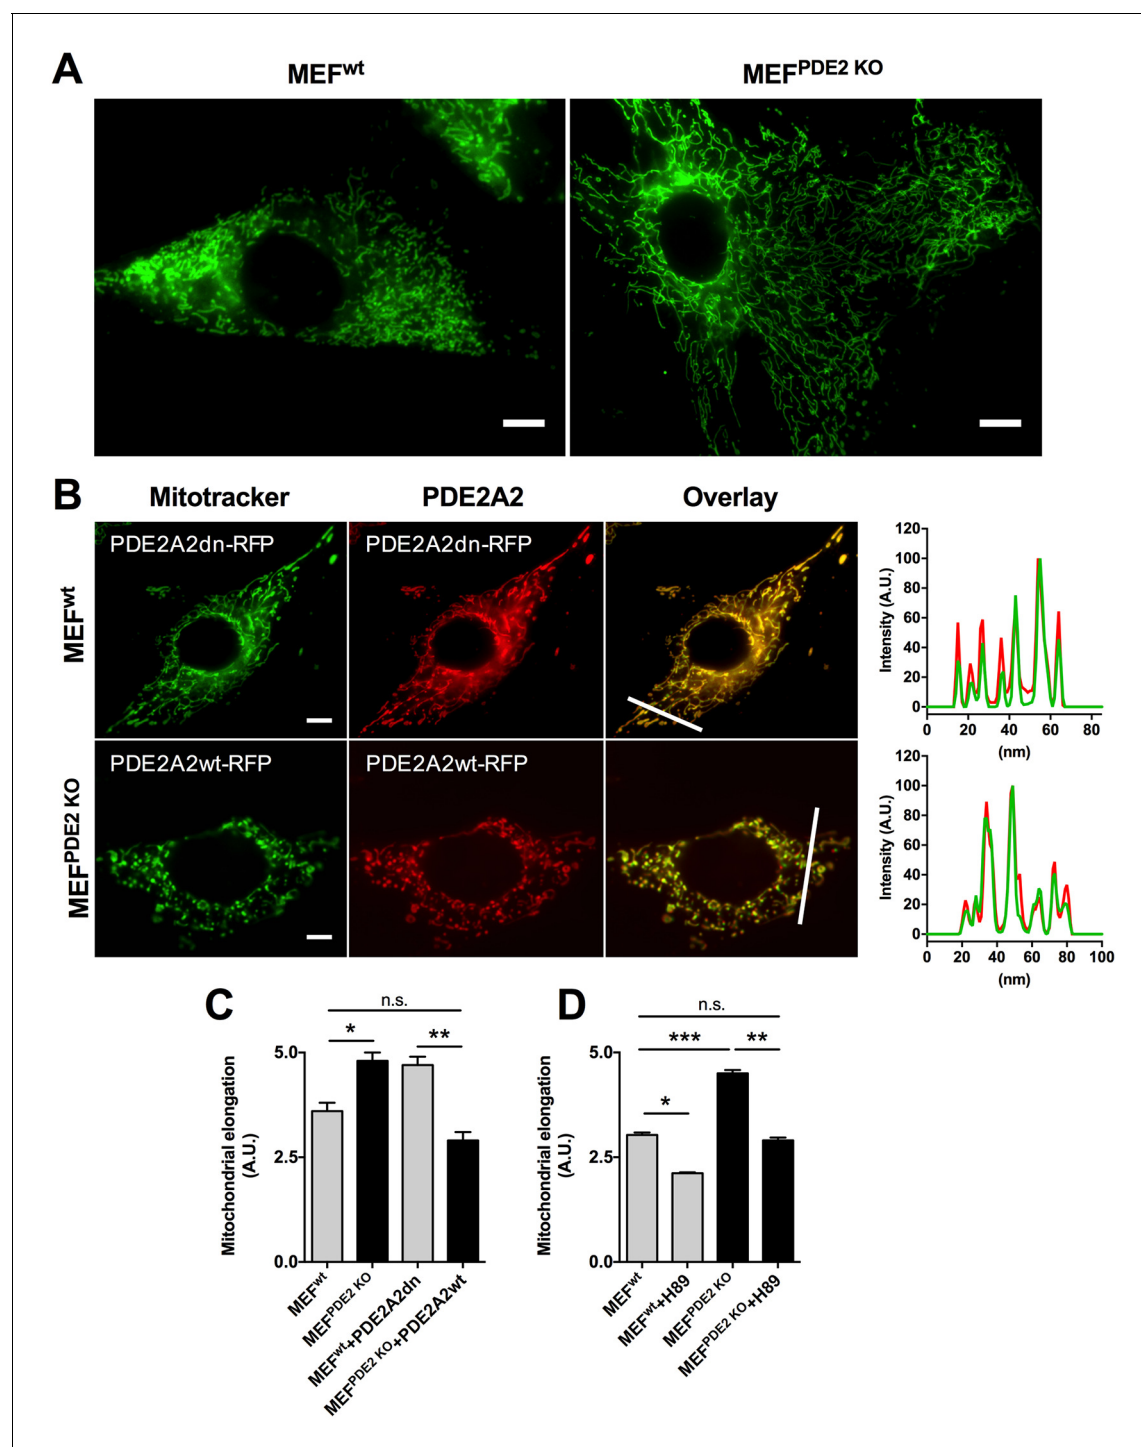 A
MEFwt
MEFPDE2 KO
B
Mitotracker
PDE2A2
Overlay
MEFwt
PDE2A2dn-RFP
PDE2A2dn-RFP
Intensity (A.U.)
120
100
80
60
40
20
0
0 20 40 60 80
(nm)
MEFPDE2 KO
PDE2A2wt-RFP
PDE2A2wt-RFP
Intensity (A.U.)
120
100
80
60
40
20
0
0 20 40 60 80 100
(nm)
C
n.s.
*
**
Mitochondrial elongation
(A.U.)
5.0
2.5
0.0
MEFwt
MEFPDE2 KO
MEFwt+PDE2A2dn
MEFPDE2 KO+PDE2A2wt
D
n.s.
***
**
*
Mitochondrial elongation
(A.U.)
5.0
2.5
0.0
MEFwt
MEFwt+H89
MEFPDE2 KO
MEFPDE2 KO+H89